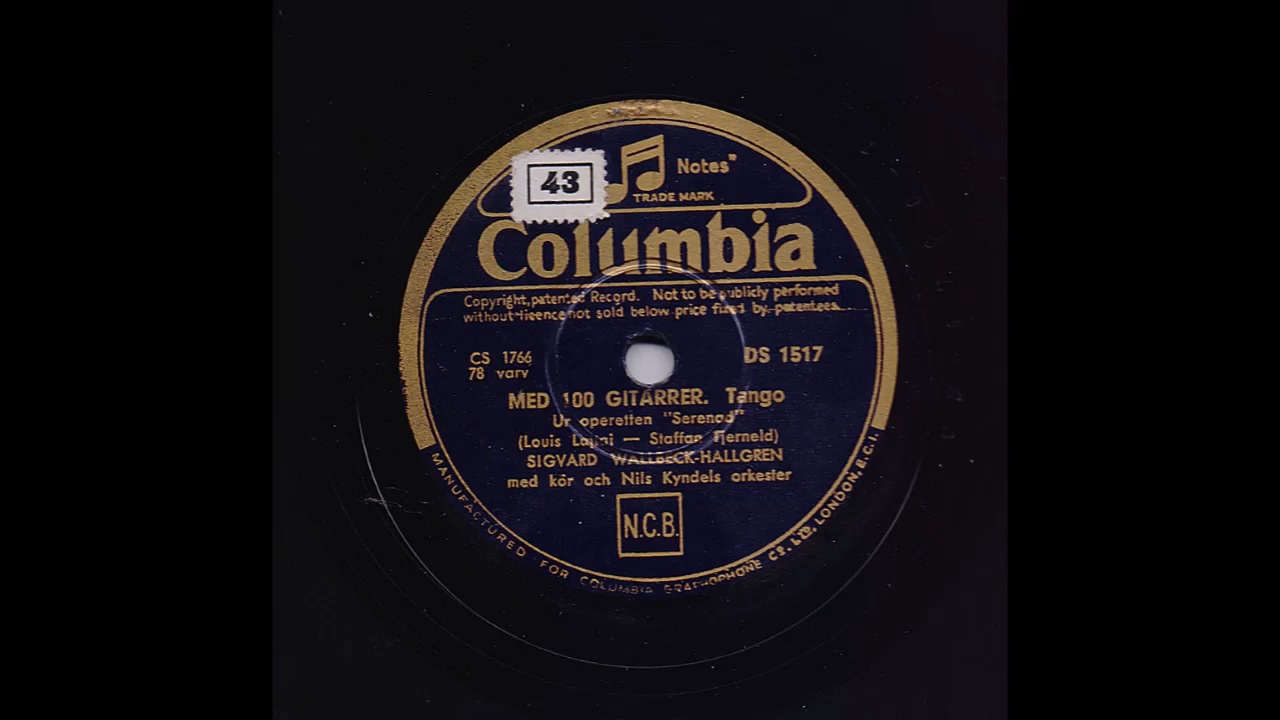 43
Notes"
TRADE MARK
Columbia
Copyright, patented Record. Not to be publicly performed
without licence not sold below price fixed by patentees.
CS 1766
78 varv
DS 1517
MED 100 GITARRER. Tango
Ur operetten "Serenad"
(Louis — Staffan Fjerneld)
SIGVARD WALLBECK-HALLGREN
med kör och Nils Kyndels orkester
N.C.B.
MANUFACTURED FOR COLUMBIA GRAPHOPHONE CO. LTD, LONDON, E.C.1.